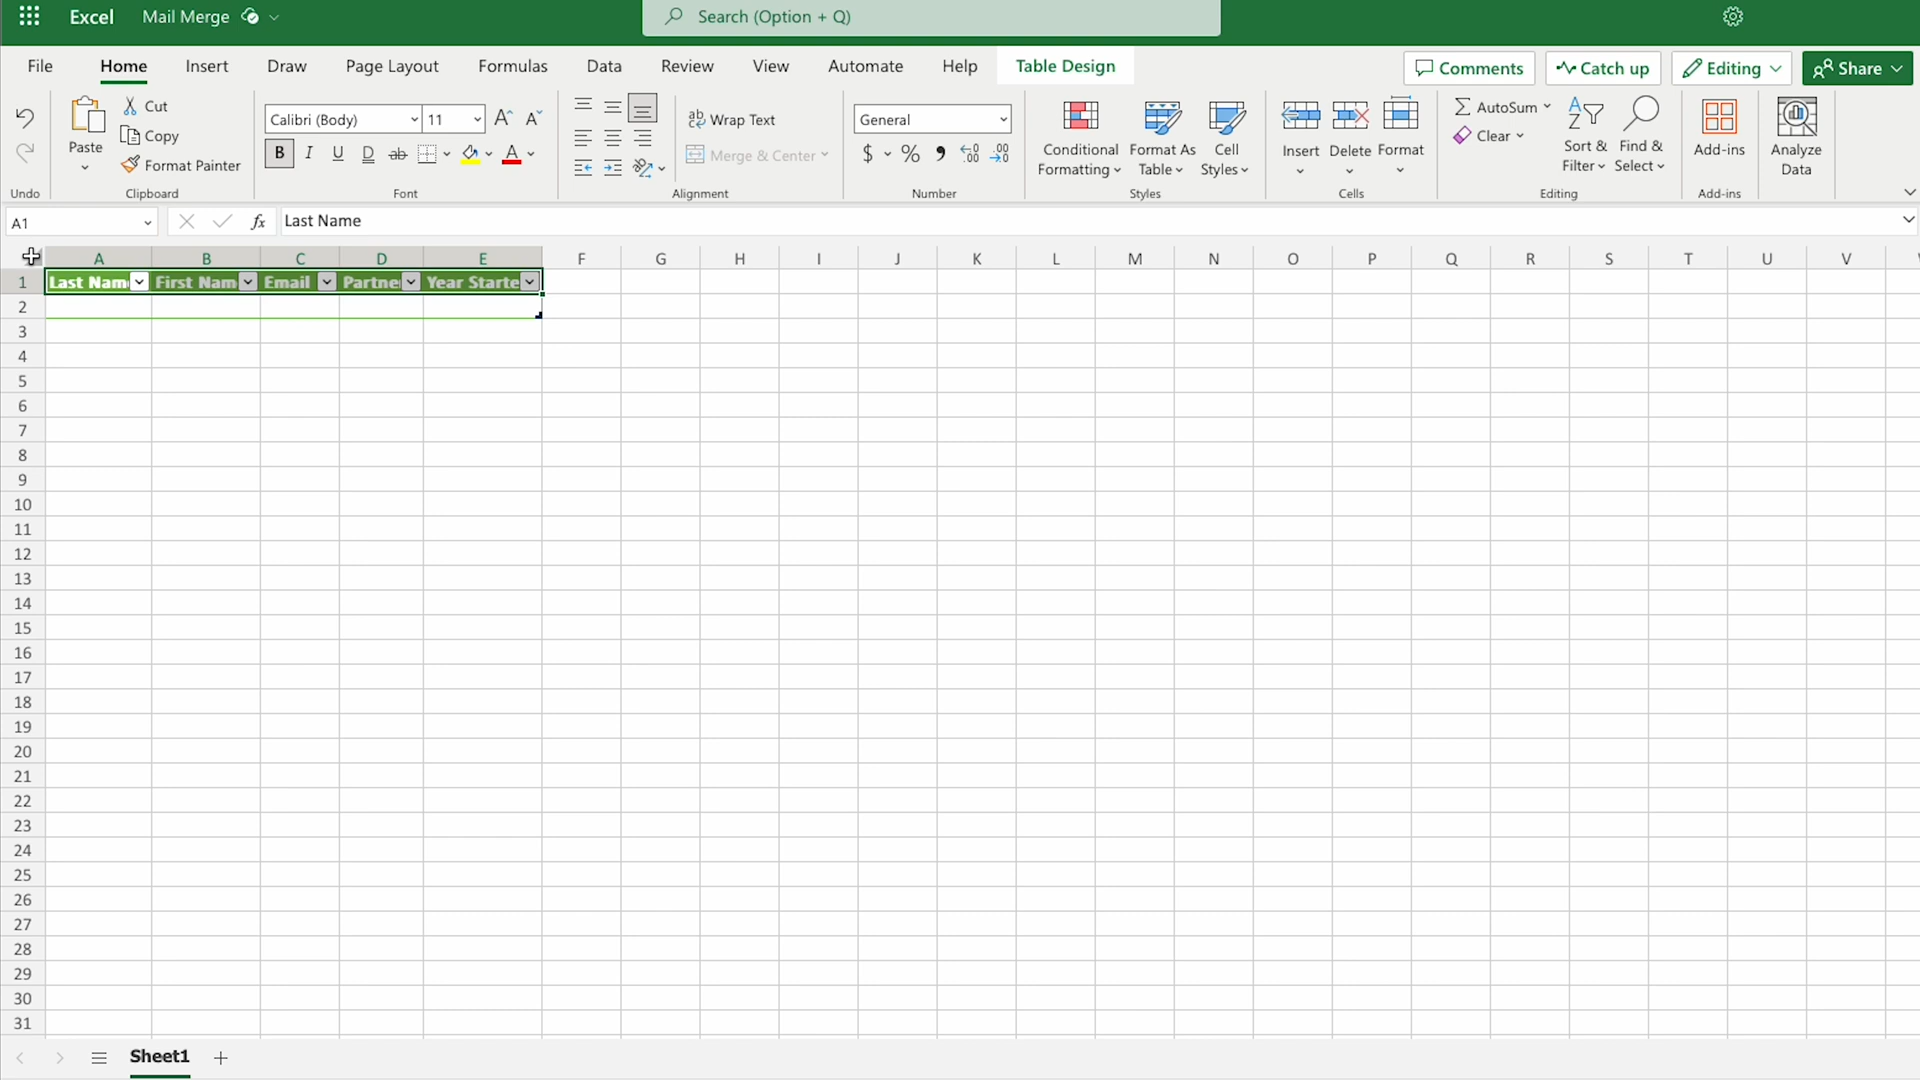 Excel Mail Merge Search (Option + Q)
File Home Insert Draw Page Layout Formulas Data Review View Automate Help Table Design Comments Catch up Editing Share
Cut
Copy
Format Painter
Paste
Calibri (Body) 11
B I U D ab
Wrap Text
Merge & Center
General
$ % .00 .00
Conditional Formatting
Format As Table
Cell Styles
Insert Delete Format
AutoSum
Clear
Sort & Filter
Find & Select
Add-ins
Analyze Data
Undo Clipboard Font Alignment Number Styles Cells Editing Add-ins
A1 fx Last Name
A B C D E F G H I J K L M N O P Q R S T U V
1 Last Nam First Nam Email Partne Year Starte
2
3
4
5
6
7
8
9
10
11
12
13
14
15
16
17
18
19
20
21
22
23
24
25
26
27
28
29
30
31
Sheet1 +